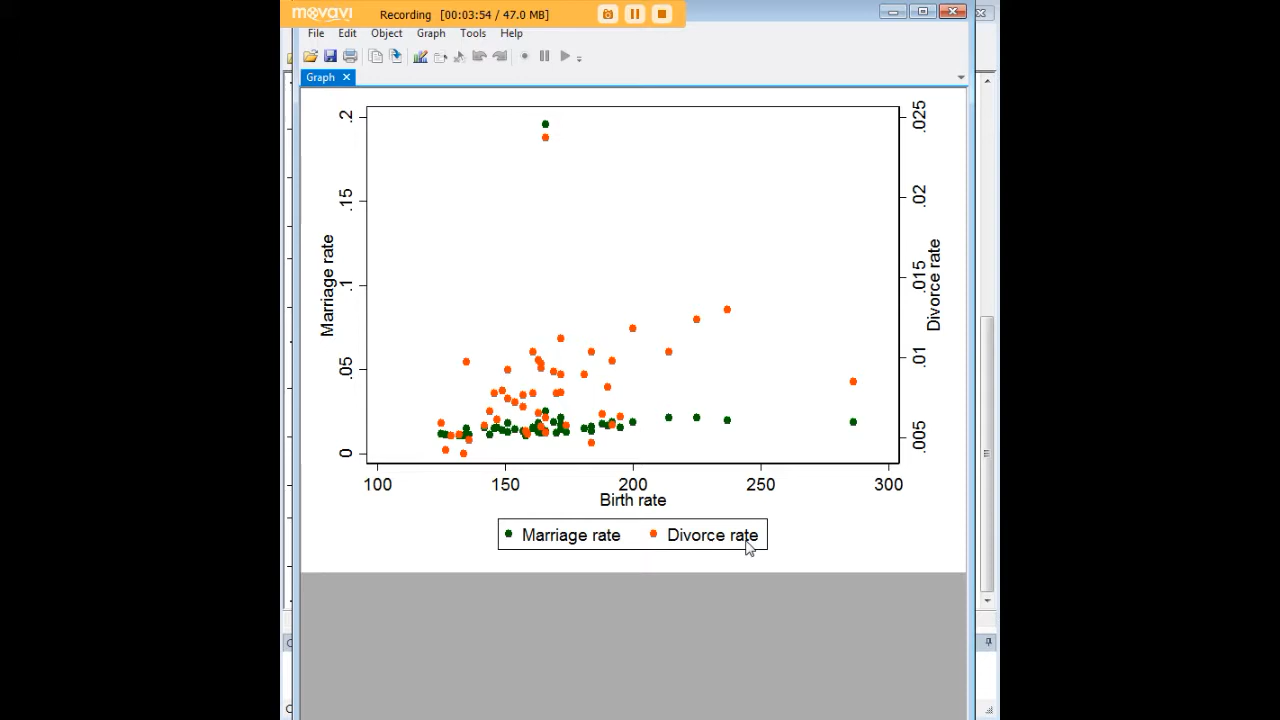 movavi Recording [00:03:54 / 47.0 MB]
File Edit Object Graph Tools Help
Graph
.2
.15
.1
.05
0
Marriage rate
.025
.02
.015
.01
.005
Divorce rate
100 150 200 250 300
Birth rate
Marriage rate Divorce rate